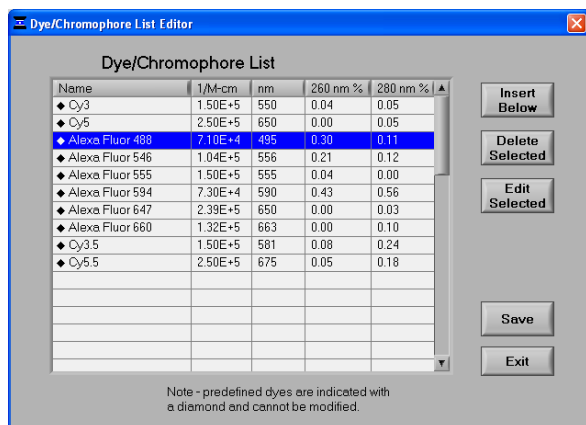 Dye/Chromophore List Editor
Dye/Chromophore List
Name 1/M-cm nm 260 nm % 280 nm %
◆ Cy3 1.50E+5 550 0.04 0.05
◆ Cy5 2.50E+5 650 0.00 0.05
◆ Alexa Fluor 488 7.10E+4 495 0.30 0.11
◆ Alexa Fluor 546 1.04E+5 556 0.21 0.12
◆ Alexa Fluor 555 1.50E+5 555 0.04 0.00
◆ Alexa Fluor 594 7.30E+4 590 0.43 0.56
◆ Alexa Fluor 647 2.39E+5 650 0.00 0.03
◆ Alexa Fluor 660 1.32E+5 663 0.00 0.10
◆ Cy3.5 1.50E+5 581 0.08 0.24
◆ Cy5.5 2.50E+5 675 0.05 0.18
Insert
Below
Delete
Selected
Edit
Selected
Save
Exit
Note - predefined dyes are indicated with
a diamond and cannot be modified.